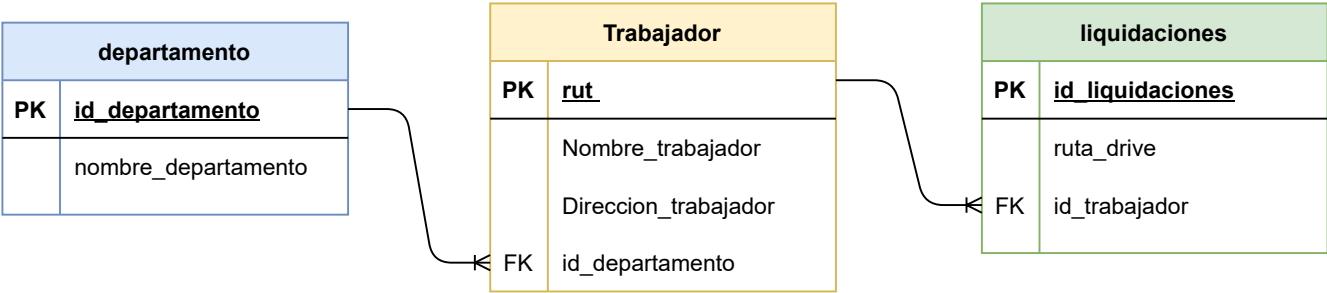 departamento
PK id_departamento
nombre_departamento
Trabajador
PK rut
Nombre_trabajador
Direccion_trabajador
FK id_departamento
liquidaciones
PK id_liquidaciones
ruta_drive
FK id_trabajador